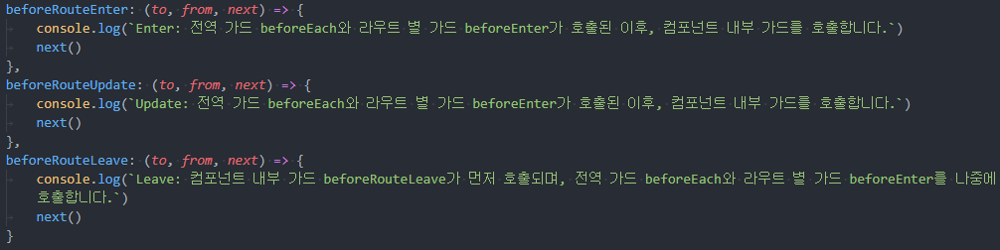 beforeRouteEnter: (to, from, next) => {
console.log(`Enter: 전역 가드 beforeEach와 라우트 별 가드 beforeEnter가 호출된 이후, 컴포넌트 내부 가드를 호출합니다.`)
next()
},
beforeRouteUpdate: (to, from, next) => {
console.log(`Update: 전역 가드 beforeEach와 라우트 별 가드 beforeEnter가 호출된 이후, 컴포넌트 내부 가드를 호출합니다.`)
next()
},
beforeRouteLeave: (to, from, next) => {
console.log(`Leave: 컴포넌트 내부 가드 beforeRouteLeave가 먼저 호출되며, 전역 가드 beforeEach와 라우트 별 가드 beforeEnter를 나중에
호출합니다.`)
next()
}